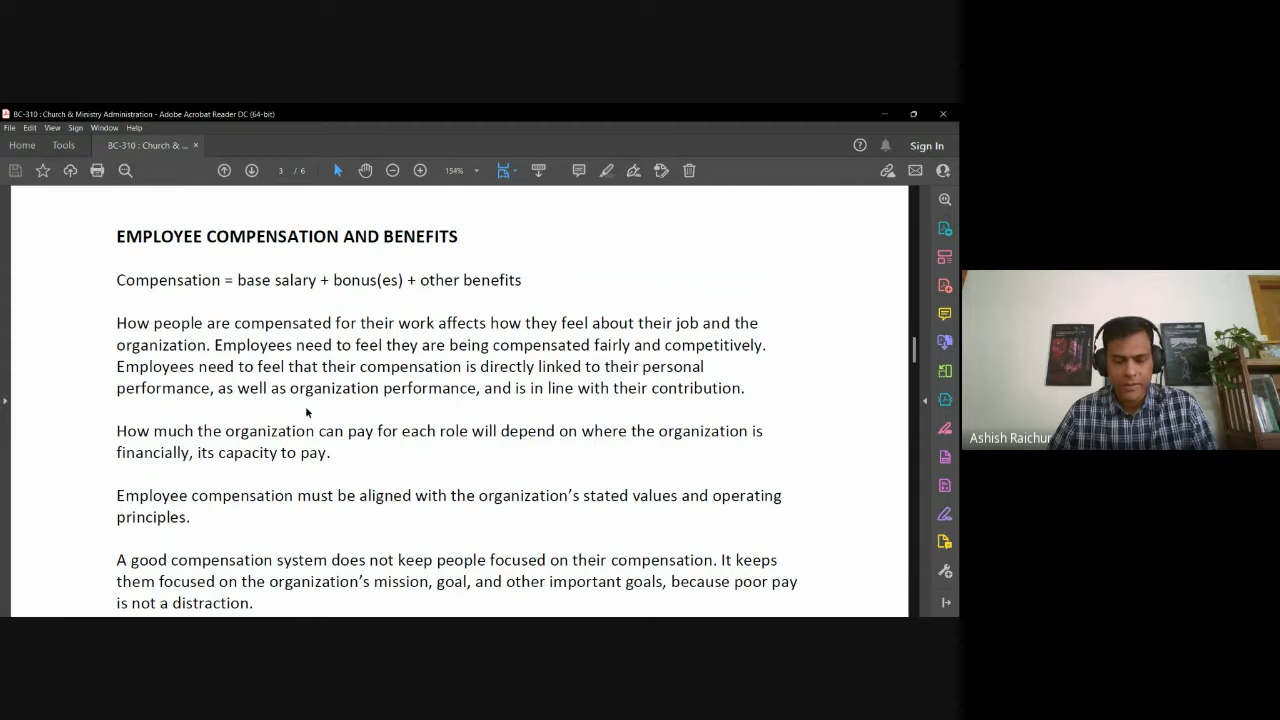 BC-310 : Church & Ministry Administration - Adobe Acrobat Reader DC (64-bit)
File Edit View Sign Window Help
Home Tools BC-310 : Church & ... × Sign In
3 / 6 154%
EMPLOYEE COMPENSATION AND BENEFITS
Compensation = base salary + bonus(es) + other benefits
How people are compensated for their work affects how they feel about their job and the
organization. Employees need to feel they are being compensated fairly and competitively.
Employees need to feel that their compensation is directly linked to their personal
performance, as well as organization performance, and is in line with their contribution.
How much the organization can pay for each role will depend on where the organization is
financially, its capacity to pay.
Employee compensation must be aligned with the organization's stated values and operating
principles.
A good compensation system does not keep people focused on their compensation. It keeps
them focused on the organization's mission, goal, and other important goals, because poor pay
is not a distraction.
Ashish Raichur